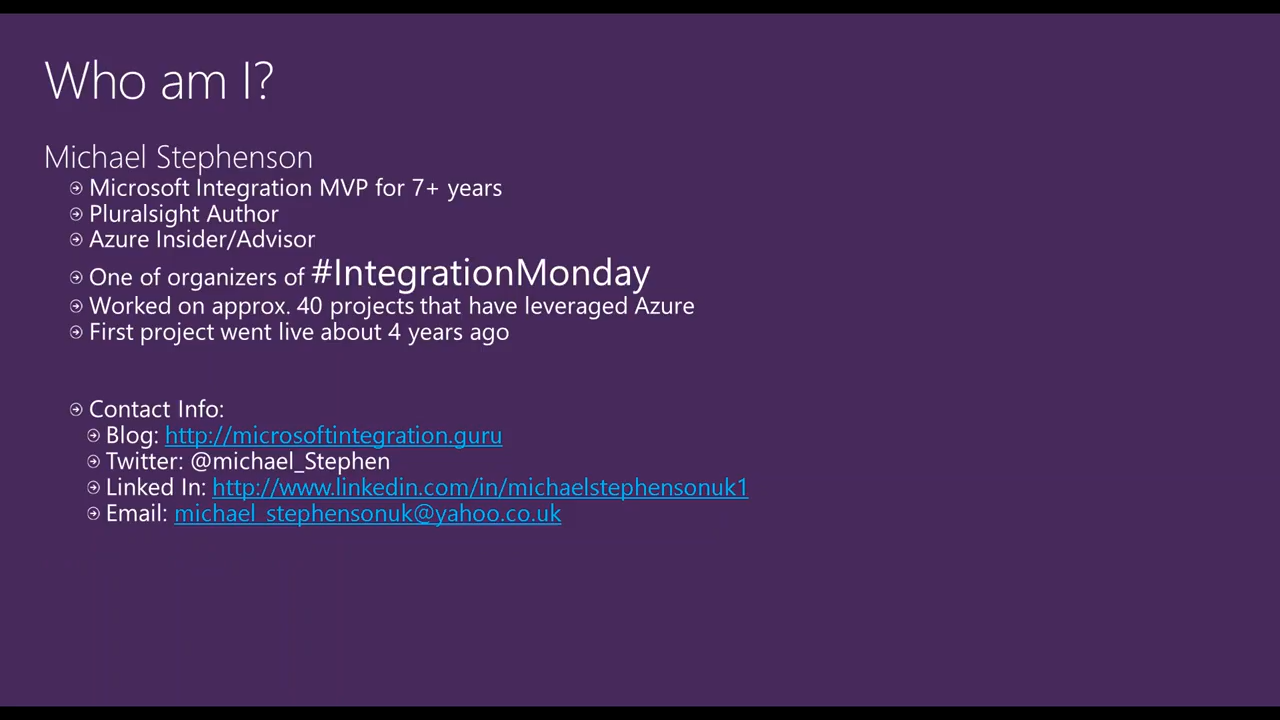 Who am I?
Michael Stephenson
Microsoft Integration MVP for 7+ years
Pluralsight Author
Azure Insider/Advisor
One of organizers of #IntegrationMonday
Worked on approx. 40 projects that have leveraged Azure
First project went live about 4 years ago
Contact Info:
Blog: http://microsoftintegration.guru
Twitter: @michael_Stephen
Linked In: http://www.linkedin.com/in/michaelstephensonuk1
Email: michael_stephensonuk@yahoo.co.uk